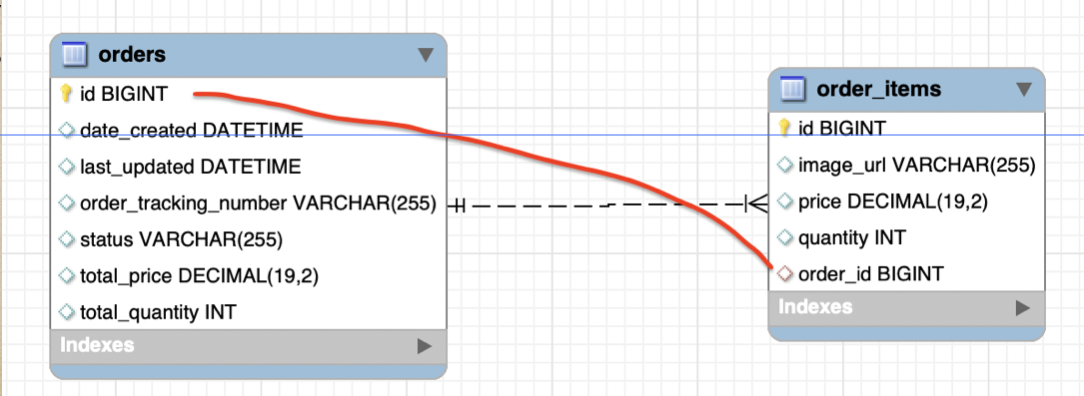 orders
id BIGINT
date_created DATETIME
last_updated DATETIME
order_tracking_number VARCHAR(255)
status VARCHAR(255)
total_price DECIMAL(19,2)
total_quantity INT
Indexes
order_items
id BIGINT
image_url VARCHAR(255)
price DECIMAL(19,2)
quantity INT
order_id BIGINT
Indexes